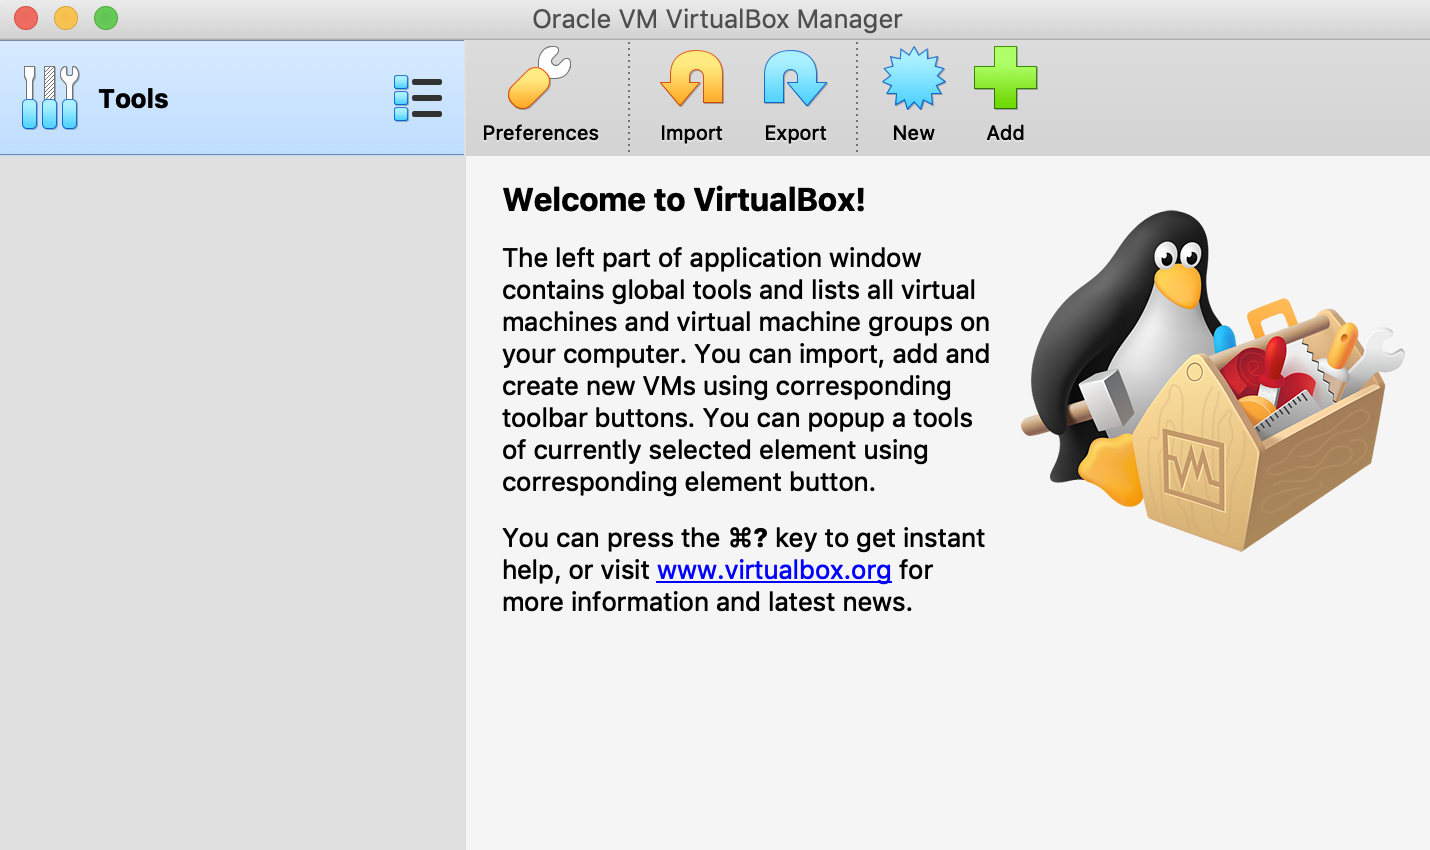 Oracle VM VirtualBox Manager
Tools
Preferences
Import
Export
New
Add
Welcome to VirtualBox!
The left part of application window
contains global tools and lists all virtual
machines and virtual machine groups on
your computer. You can import, add and
create new VMs using corresponding
toolbar buttons. You can popup a tools
of currently selected element using
corresponding element button.
You can press the ⌘? key to get instant
help, or visit www.virtualbox.org for
more information and latest news.